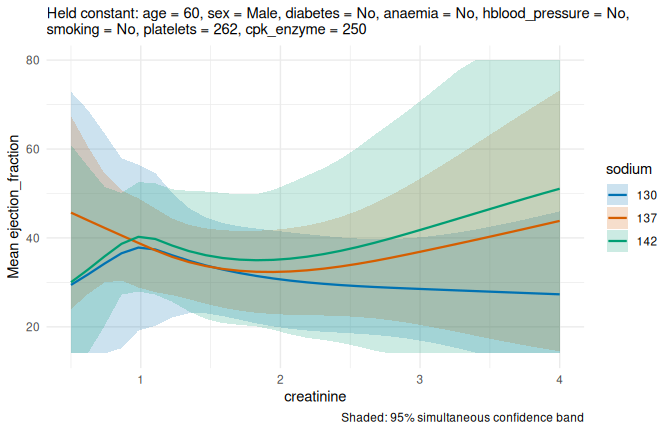 Held constant: age = 60, sex = Male, diabetes = No, anaemia = No, hblood_pressure = No,
smoking = No, platelets = 262, cpk_enzyme = 250
80
60
40
20
Mean ejection_fraction
1
2
3
4
creatinine
sodium
130
137
142
Shaded: 95% simultaneous confidence band